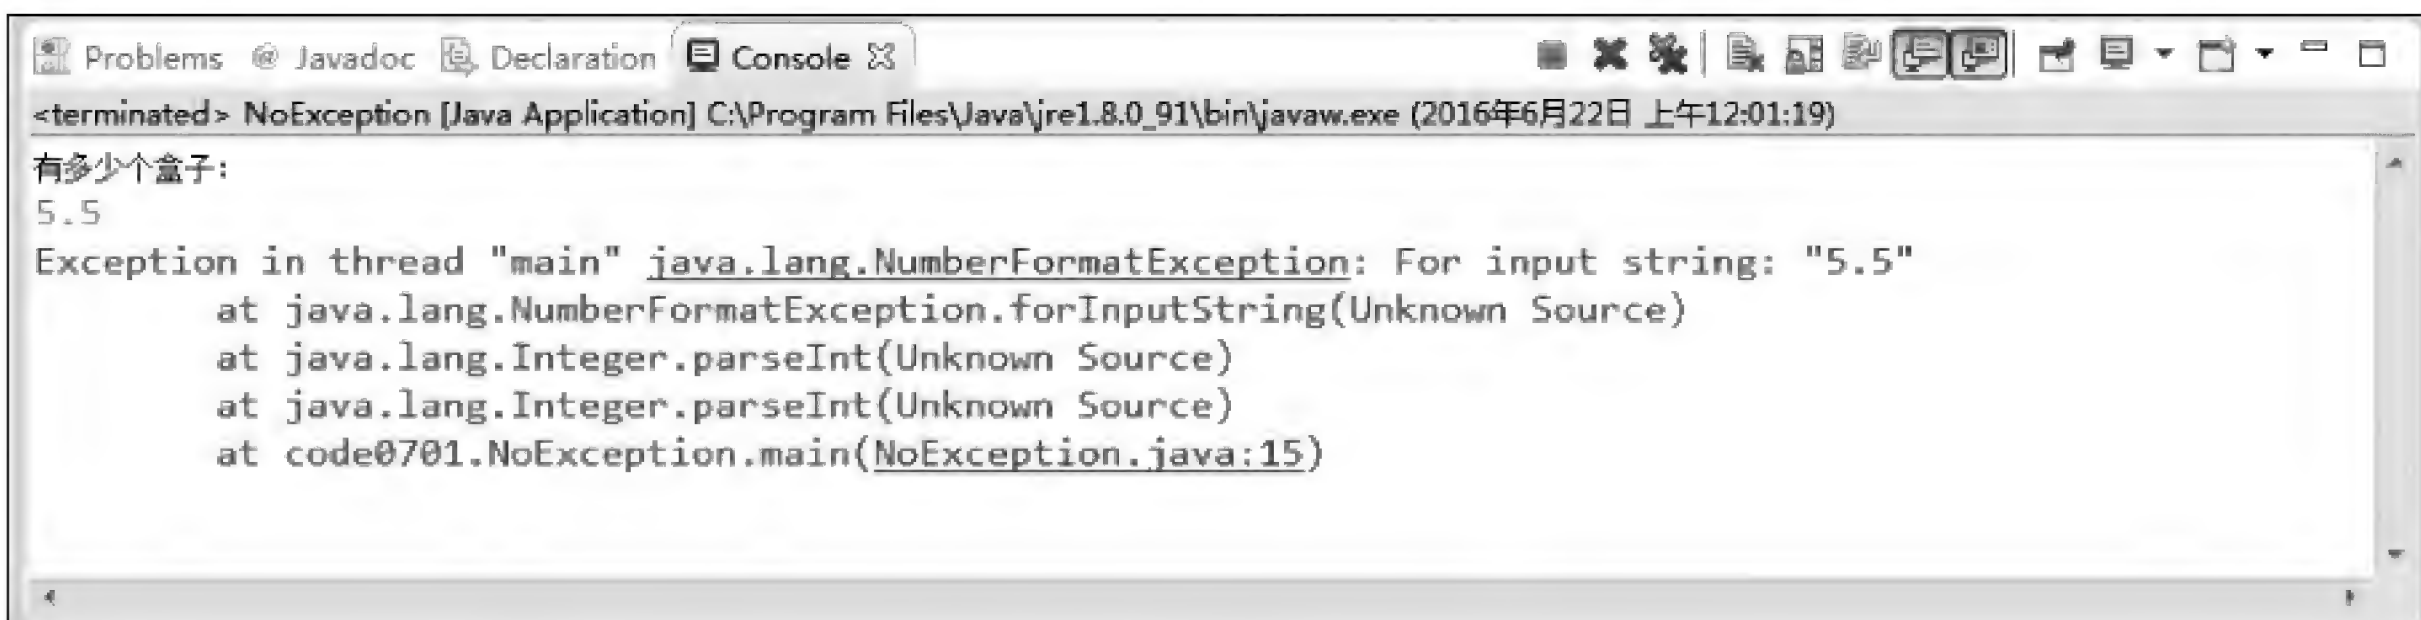 Problems @ Javadoc Declaration Console
<terminated> NoException [Java Application] C:\Program Files\Java\jre1.8.0_91\bin\javaw.exe (2016年6月22日 上午12:01:19)
有多少个盒子:
5.5
Exception in thread "main" java.lang.NumberFormatException: For input string: "5.5"
at java.lang.NumberFormatException.forInputString(Unknown Source)
at java.lang.Integer.parseInt(Unknown Source)
at java.lang.Integer.parseInt(Unknown Source)
at code0701.NoException.main(NoException.java:15)